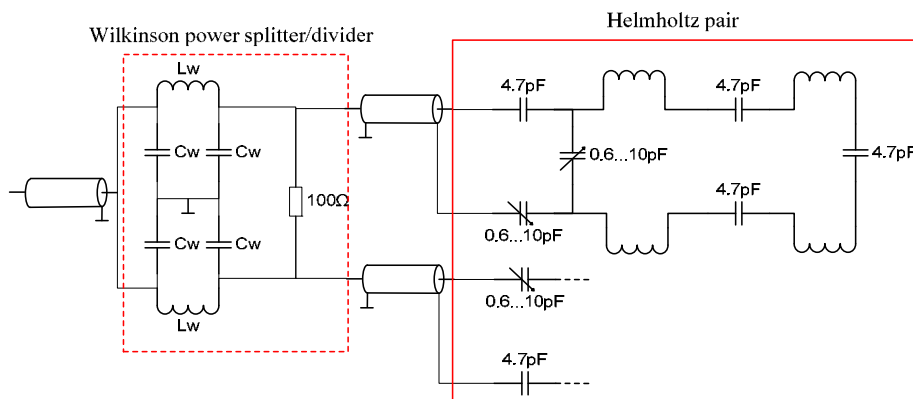 Helmholtz pair
Wilkinson power splitter/divider
Lw
4.7pF
4.7pF
Cw
Cw
0.6...10pF
4.7pF
100Ω
4.7pF
Cw
Cw
0.6...10pF
0.6...10pF
Lw
4.7pF